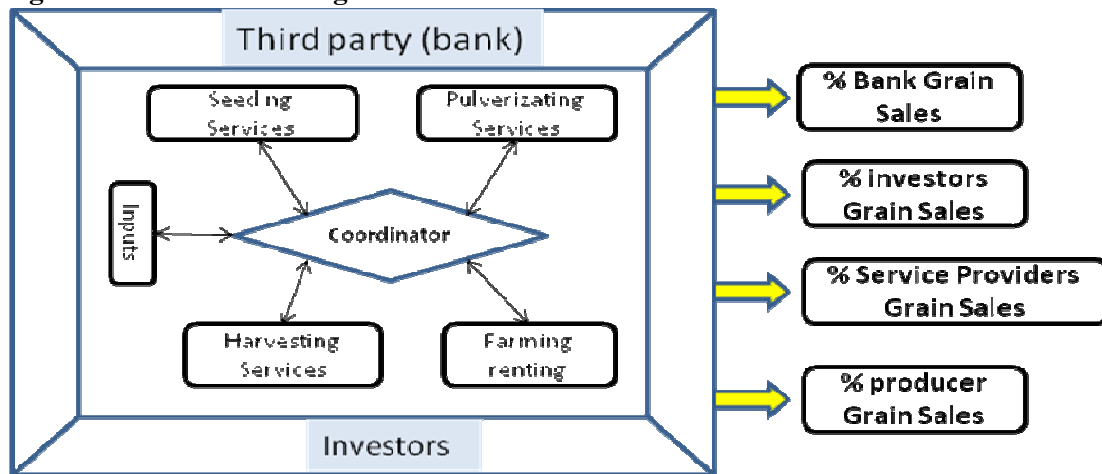 Third party (bank)
Seeding
Services
Pulverizating
Services
Inputs
Coordinator
Harvesting
Services
Farming
renting
Investors
% Bank Grain
Sales
% investors
Grain Sales
% Service Providers
Grain Sales
% producer
Grain Sales